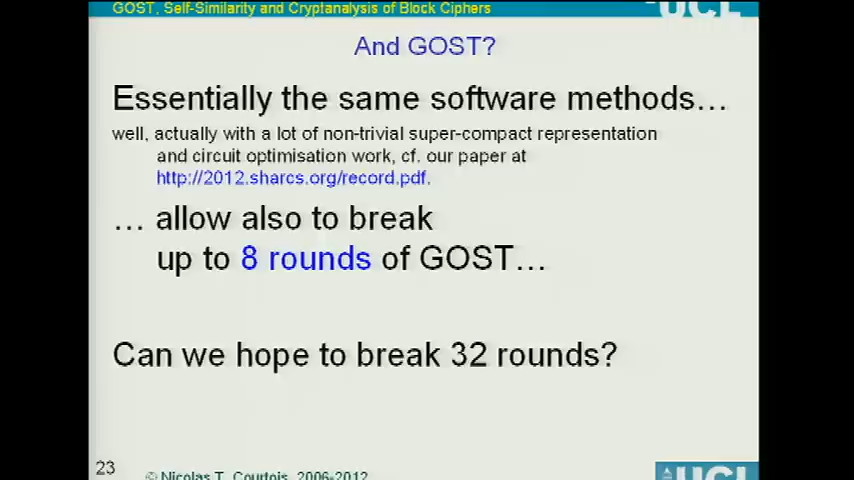 GOST, Self-Similarity and Cryptanalysis of Block Ciphers
UCL
And GOST?
Essentially the same software methods…
well, actually with a lot of non-trivial super-compact representation
and circuit optimisation work, cf. our paper at
http://2012.sharcs.org/record.pdf.
… allow also to break
up to 8 rounds of GOST…
Can we hope to break 32 rounds?
23
© Nicolas T. Courtois, 2006-2012
UCL